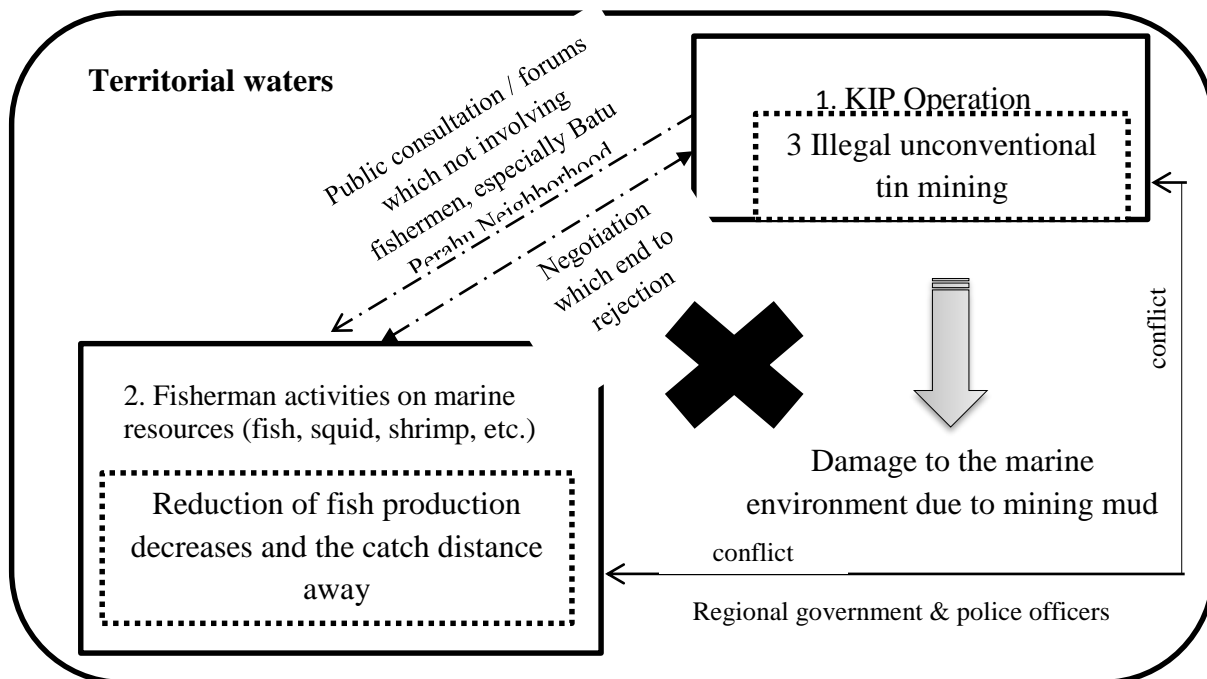 Territorial waters
Public consultation / forums
which not involving
fishermen, especially Batu
Perahu Neighborhood
Negotiation
which end to
rejection
1. KIP Operation
3 Illegal unconventional
tin mining
conflict
2. Fisherman activities on marine
resources (fish, squid, shrimp, etc.)
Reduction of fish production
decreases and the catch distance
away
Damage to the marine
environment due to mining mud
conflict
Regional government & police officers